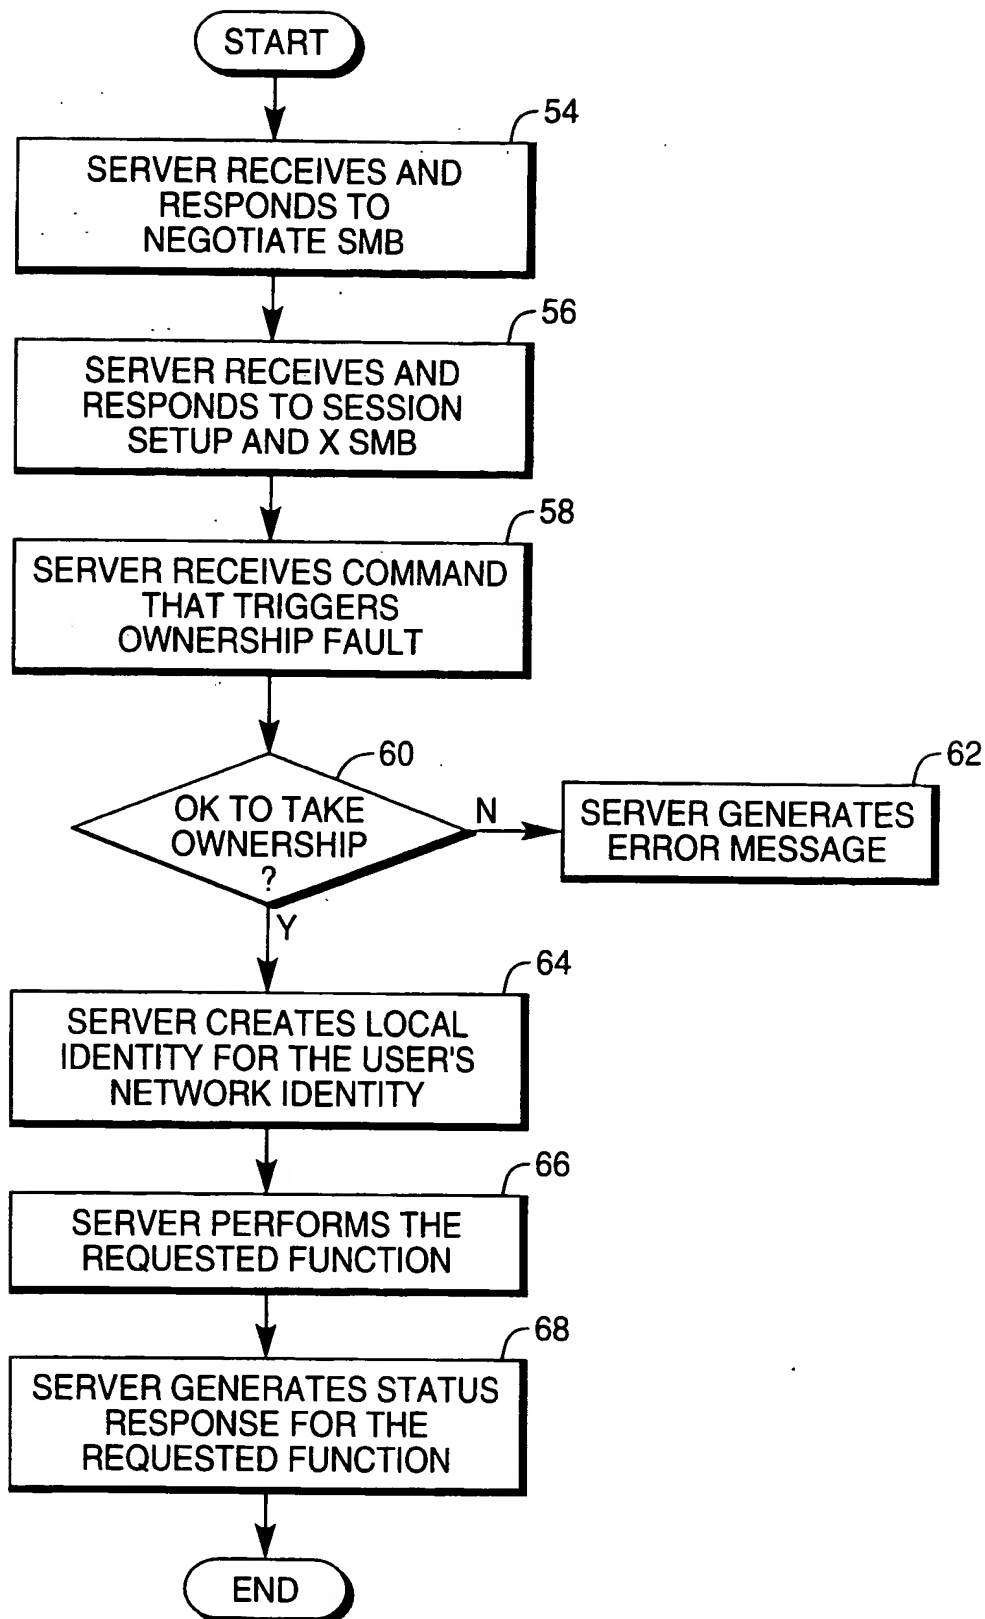 START
54
SERVER RECEIVES AND
RESPONDS TO
NEGOTIATE SMB
56
SERVER RECEIVES AND
RESPONDS TO SESSION
SETUP AND X SMB
58
SERVER RECEIVES COMMAND
THAT TRIGGERS
OWNERSHIP FAULT
60
OK TO TAKE
OWNERSHIP
?
N
62
SERVER GENERATES
ERROR MESSAGE
Y
64
SERVER CREATES LOCAL
IDENTITY FOR THE USER'S
NETWORK IDENTITY
66
SERVER PERFORMS THE
REQUESTED FUNCTION
68
SERVER GENERATES STATUS
RESPONSE FOR THE
REQUESTED FUNCTION
END